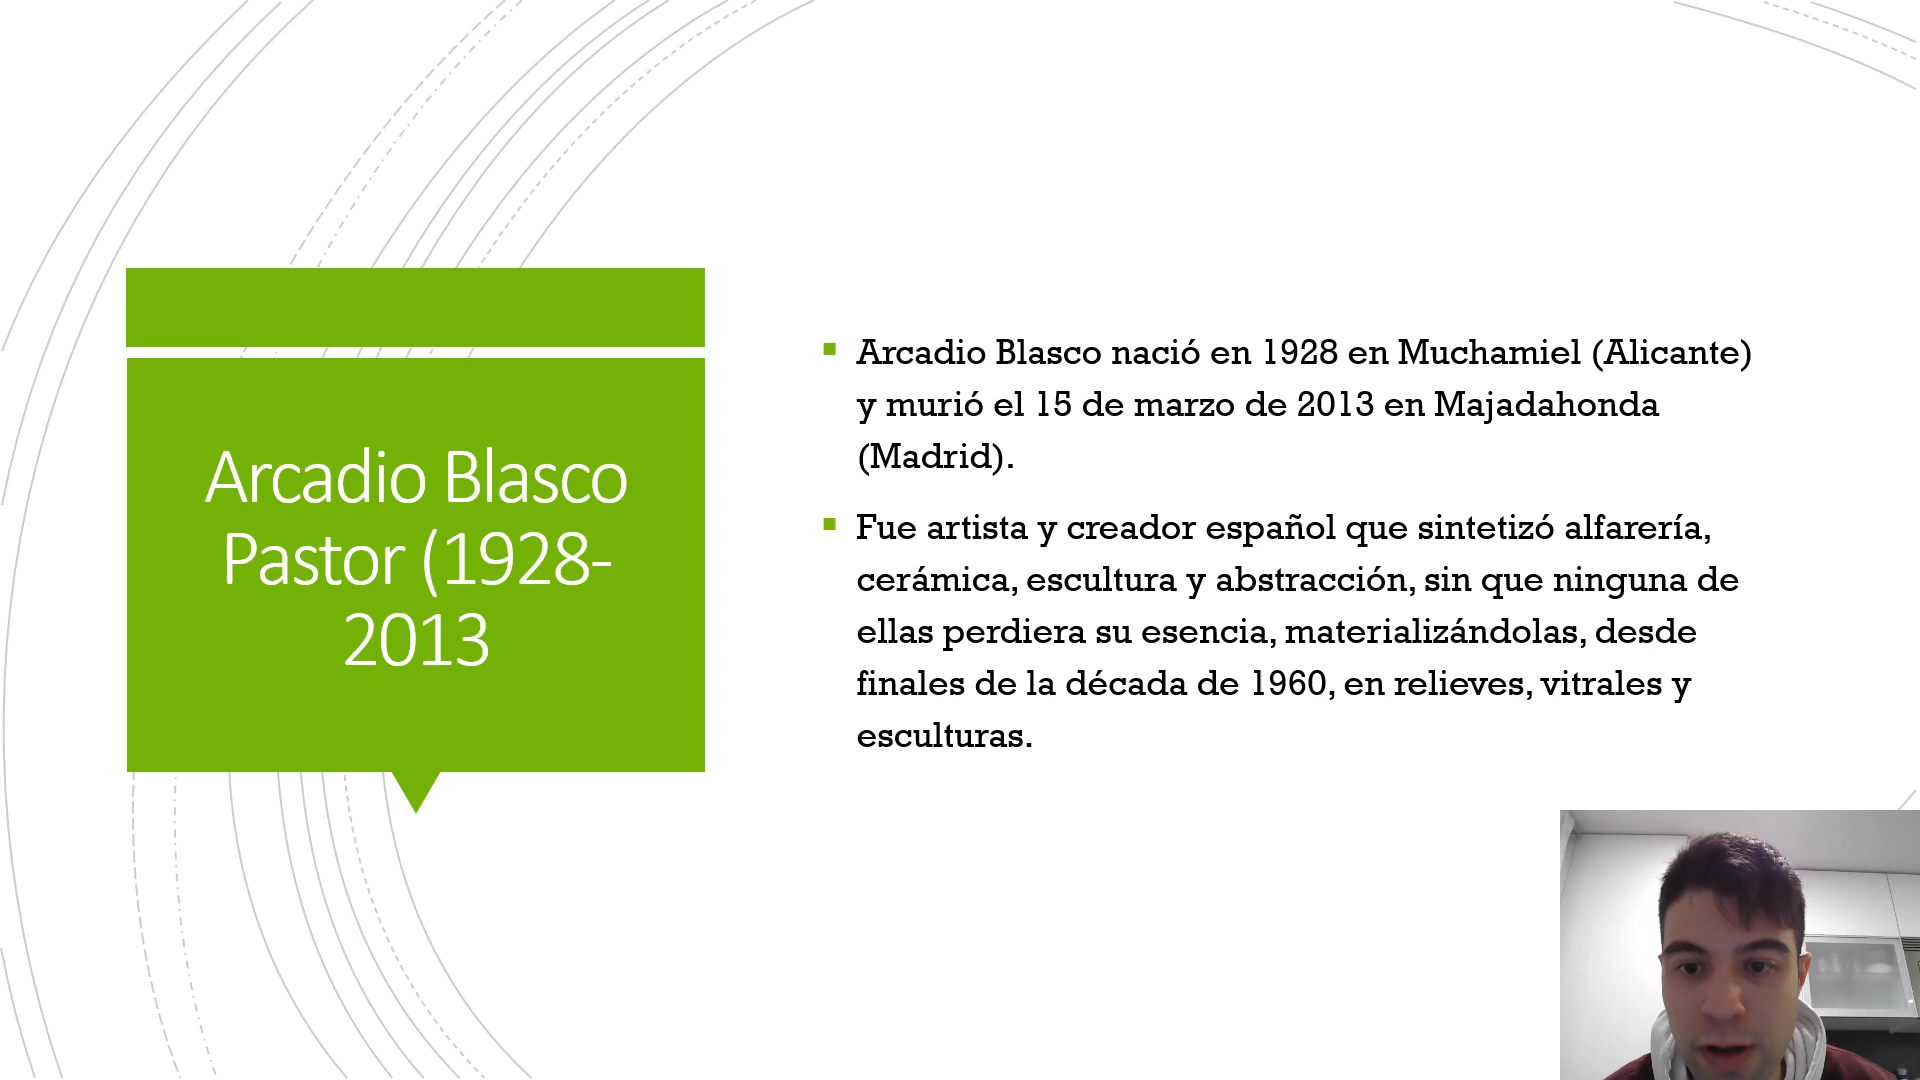 Arcadio Blasco
Pastor (1928-
2013
Arcadio Blasco nació en 1928 en Muchamiel (Alicante)
y murió el 15 de marzo de 2013 en Majadahonda
(Madrid).
Fue artista y creador español que sintetizó alfarería,
cerámica, escultura y abstracción, sin que ninguna de
ellas perdiera su esencia, materializándolas, desde
finales de la década de 1960, en relieves, vitrales y
esculturas.